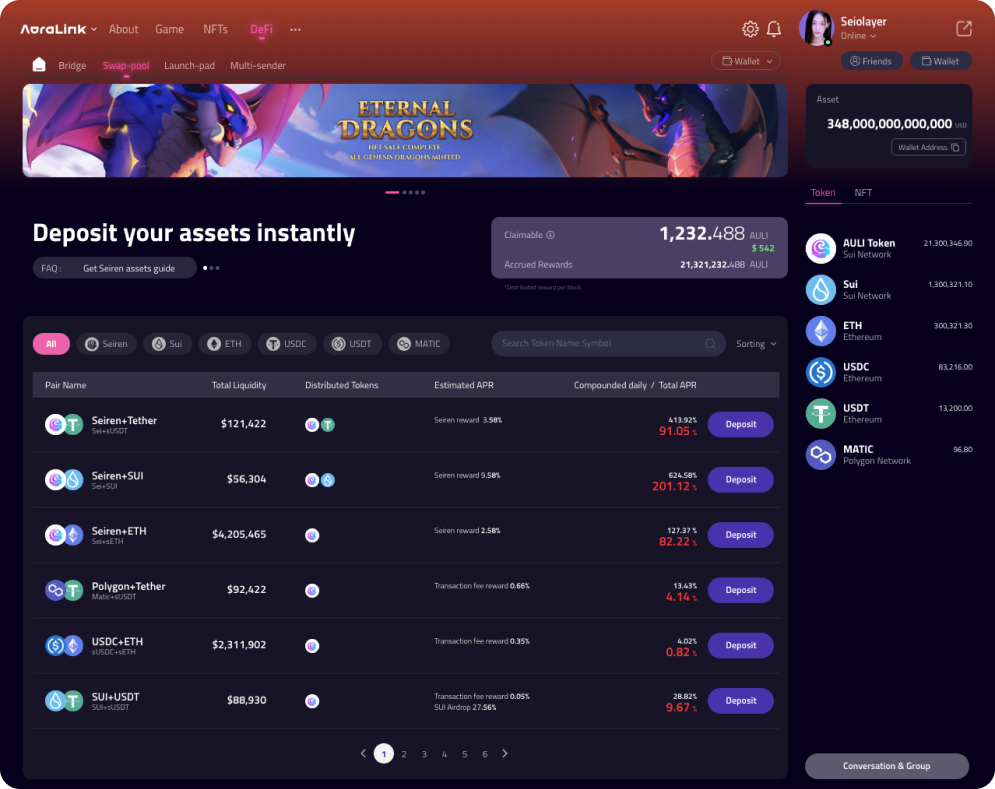 AuraLink
About
Game
NFTs
DeFi
Seiolayer
Online
Bridge
Swap-pool
Launch-pad
Multi-sender
Wallet
Friends
Wallet
ETERNAL
DRAGONS
NFT SALE COMPLETE
ALL GENESIS DRAGONS MINTED
Asset
348,000,000,000,000 USD
Wallet Address
Token
NFT
Deposit your assets instantly
FAQ : Get Seiren assets guide
Claimable
1,232.488 AULI
$ 542
Accrued Rewards
21,321,232.488 AULI
*Distributed reward per block
AULI Token 21,300,346.90
Sui Network
Sui 1,300,321.10
Sui Network
ETH 300,321.30
Ethereum
USDC 83,216.00
Ethereum
USDT 13,200.00
Ethereum
MATIC 96.80
Polygon Network
All
Seiren
Sui
ETH
USDC
USDT
MATIC
Search Token Name Symbol
Sorting
Pair Name
Total Liquidity
Distributed Tokens
Estimated APR
Compounded daily / Total APR
Seiren+Tether
Sei+sUSDT
$121,422
Seiren reward 3.58%
413.92%
91.05 %
Deposit
Seiren+SUI
Sei+SUI
$56,304
Seiren reward 9.58%
624.58%
201.12 %
Deposit
Seiren+ETH
Sei+sETH
$4,205,465
Seiren reward 2.58%
127.37 %
82.22 %
Deposit
Polygon+Tether
Matic+sUSDT
$92,422
Transaction fee reward 0.66%
13.43%
4.14 %
Deposit
USDC+ETH
sUSDC+sETH
$2,311,902
Transaction fee reward 0.35%
4.02%
0.82 %
Deposit
SUI+USDT
SUI+sUSDT
$88,930
Transaction fee reward 0.05%
SUI Airdrop 27.56%
28.82%
9.67 %
Deposit
1 2 3 4 5 6
Conversation & Group